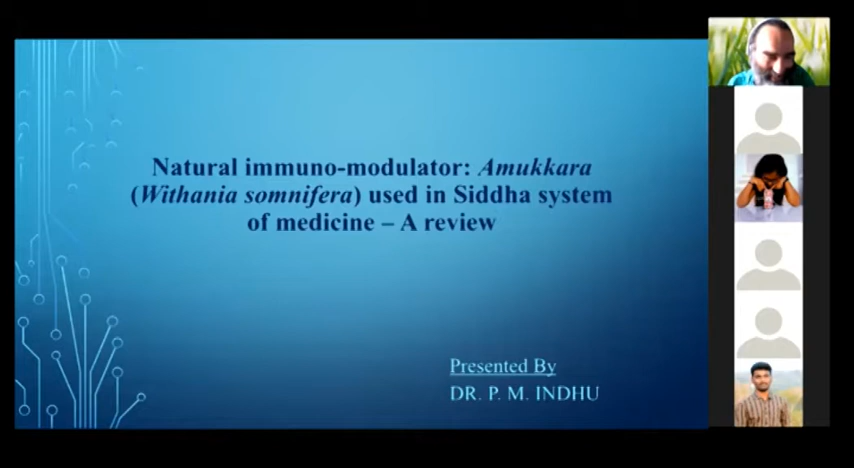 Natural immuno-modulator: Amukkara
(Withania somnifera) used in Siddha system
of medicine – A review
Presented By
DR. P. M. INDHU